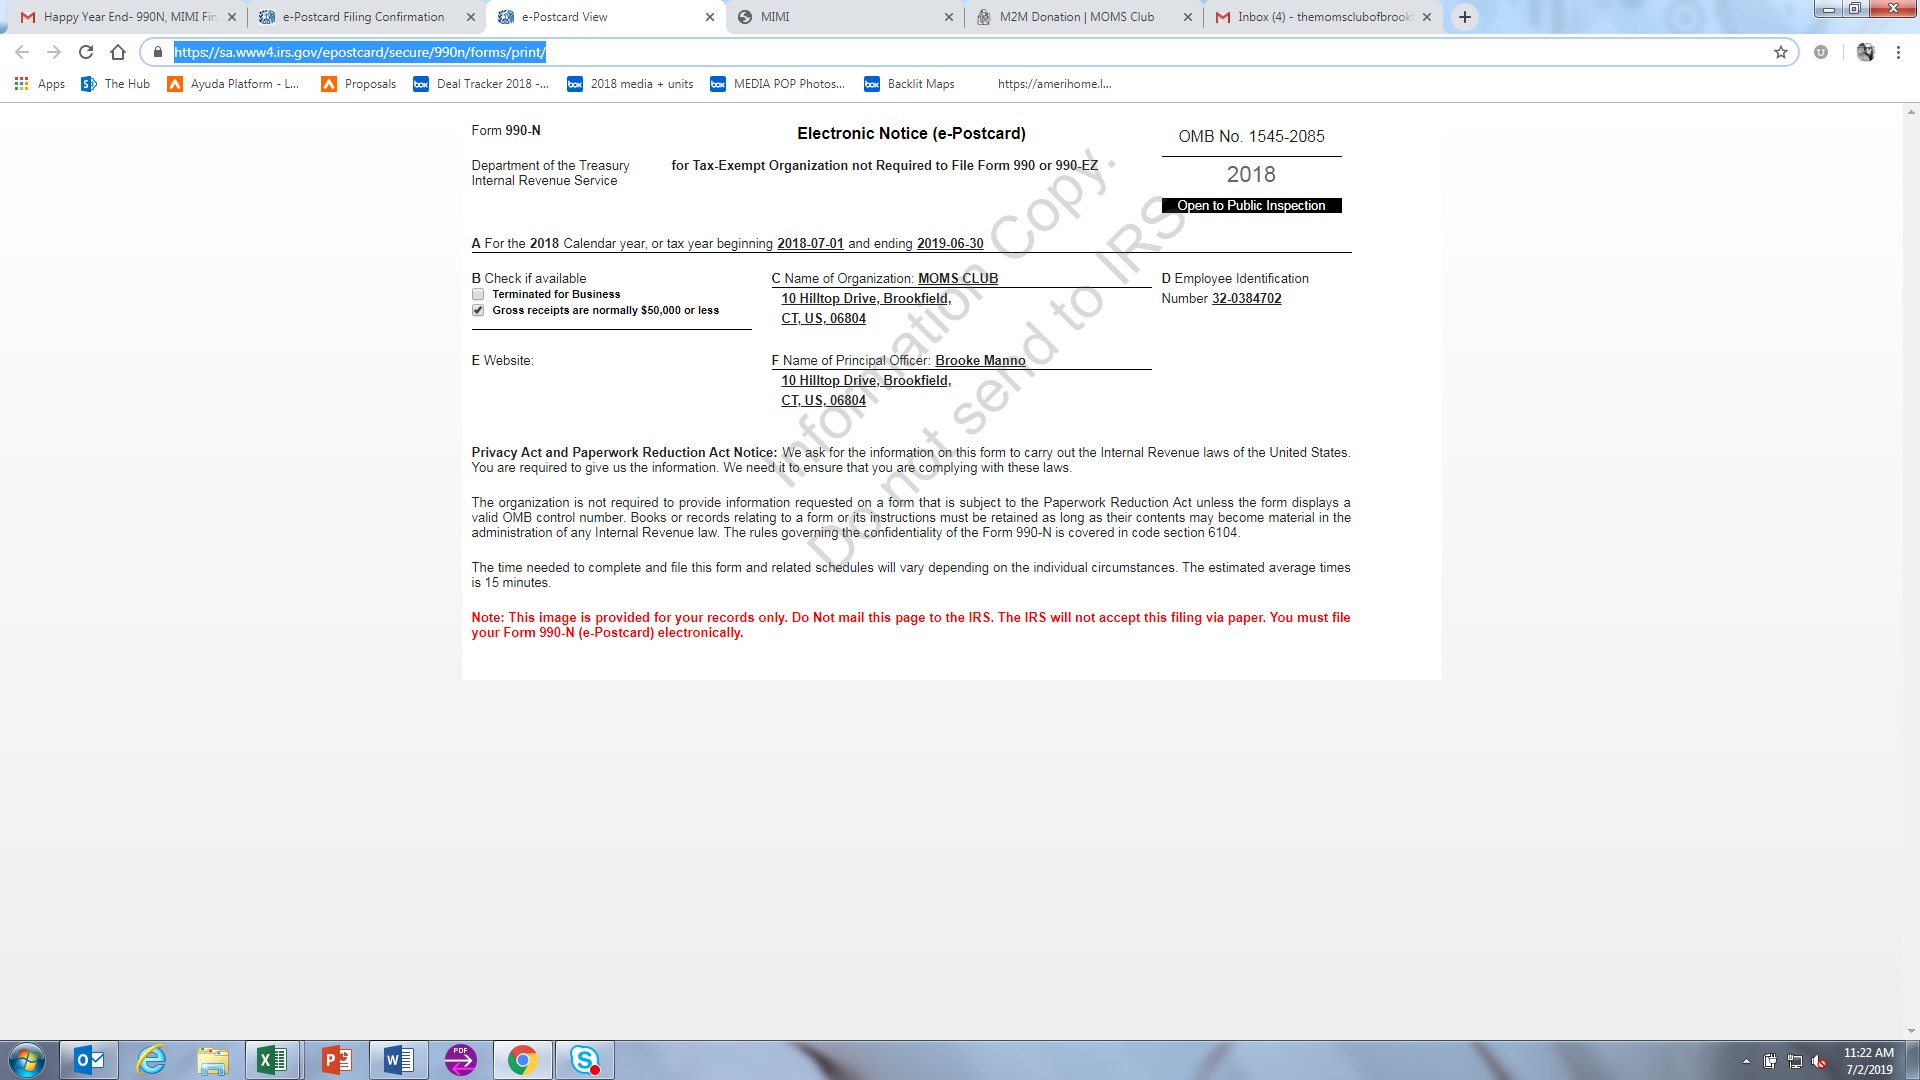 Happy Year End- 990N, MIMI Fin
e-Postcard Filing Confirmation
e-Postcard View
MIMI
M2M Donation | MOMS Club
Inbox (4) - themomsclubofbrook
https://sa.www4.irs.gov/epostcard/secure/990n/forms/print/
Apps
The Hub
Ayuda Platform - L...
Proposals
Deal Tracker 2018 -...
2018 media + units
MEDIA POP Photos...
Backlit Maps
https://amerihome.l...
Form 990-N
Electronic Notice (e-Postcard)
OMB No. 1545-2085
Department of the Treasury
Internal Revenue Service
for Tax-Exempt Organization not Required to File Form 990 or 990-EZ
2018
Open to Public Inspection
A For the 2018 Calendar year, or tax year beginning 2018-07-01 and ending 2019-06-30
B Check if available
Terminated for Business
Gross receipts are normally $50,000 or less
C Name of Organization: MOMS CLUB
10 Hilltop Drive, Brookfield,
CT, US, 06804
D Employee Identification
Number 32-0384702
E Website:
F Name of Principal Officer: Brooke Manno
10 Hilltop Drive, Brookfield,
CT, US, 06804
Information Copy.
Do not send to IRS
Privacy Act and Paperwork Reduction Act Notice: We ask for the information on this form to carry out the Internal Revenue laws of the United States.
You are required to give us the information. We need it to ensure that you are complying with these laws.
The organization is not required to provide information requested on a form that is subject to the Paperwork Reduction Act unless the form displays a
valid OMB control number. Books or records relating to a form or its instructions must be retained as long as their contents may become material in the
administration of any Internal Revenue law. The rules governing the confidentiality of the Form 990-N is covered in code section 6104.
The time needed to complete and file this form and related schedules will vary depending on the individual circumstances. The estimated average times
is 15 minutes.
Note: This image is provided for your records only. Do Not mail this page to the IRS. The IRS will not accept this filing via paper. You must file
your Form 990-N (e-Postcard) electronically.
PDF
11:22 AM
7/2/2019